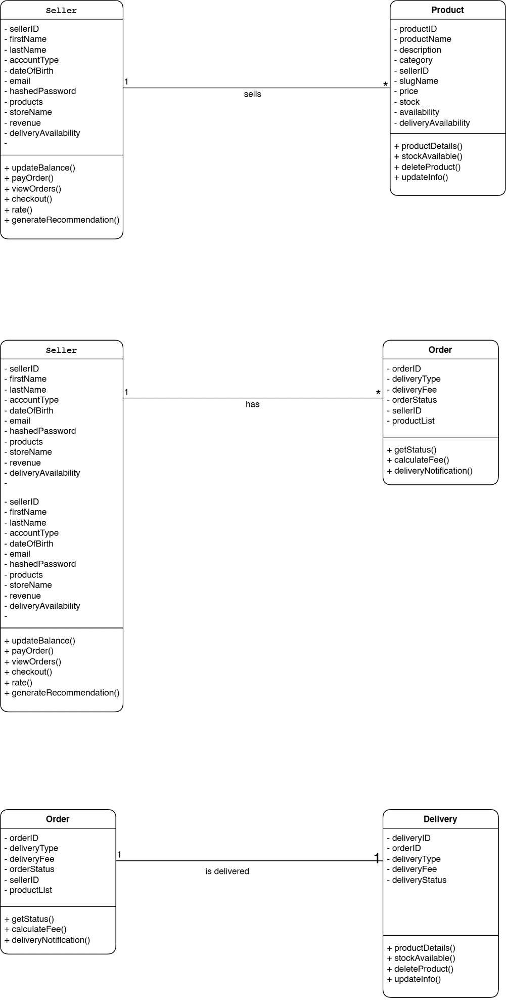 Seller
- sellerID
- firstName
- lastName
- accountType
- dateOfBirth
- email
- hashedPassword
- products
- storeName
- revenue
- deliveryAvailability
-
+ updateBalance()
+ payOrder()
+ viewOrders()
+ checkout()
+ rate()
+ generateRecommendation()
1
sells
*
Product
- productID
- productName
- description
- category
- sellerID
- slugName
- price
- stock
- availability
- deliveryAvailability
+ productDetails()
+ stockAvailable()
+ deleteProduct()
+ updateInfo()
Seller
- sellerID
- firstName
- lastName
- accountType
- dateOfBirth
- email
- hashedPassword
- products
- storeName
- revenue
- deliveryAvailability
-
- sellerID
- firstName
- lastName
- accountType
- dateOfBirth
- email
- hashedPassword
- products
- storeName
- revenue
- deliveryAvailability
-
+ updateBalance()
+ payOrder()
+ viewOrders()
+ checkout()
+ rate()
+ generateRecommendation()
1
has
*
Order
- orderID
- deliveryType
- deliveryFee
- orderStatus
- sellerID
- productList
+ getStatus()
+ calculateFee()
+ deliveryNotification()
Order
- orderID
- deliveryType
- deliveryFee
- orderStatus
- sellerID
- productList
+ getStatus()
+ calculateFee()
+ deliveryNotification()
1
is delivered
1
Delivery
- deliveryID
- orderID
- deliveryType
- deliveryFee
- deliveryStatus
+ productDetails()
+ stockAvailable()
+ deleteProduct()
+ updateInfo()